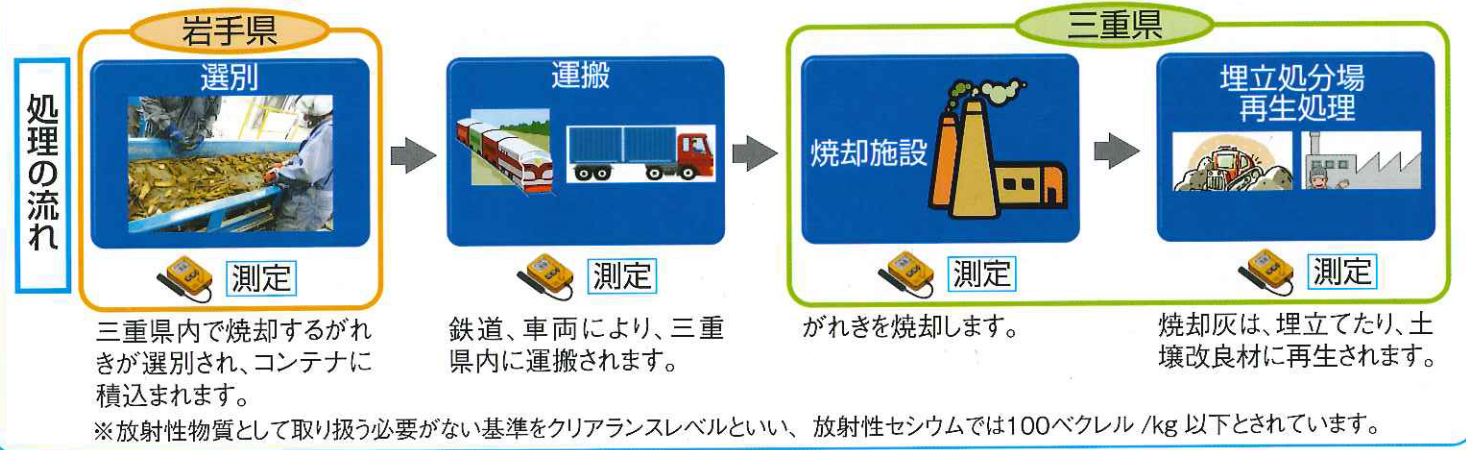 処理の流れ
岩手県
選別
測定
三重県内で焼却するがれ
きが選別され、コンテナに
積込まれます。
運搬
測定
鉄道、車両により、三重
県内に運搬されます。
三重県
焼却施設
測定
がれきを焼却します。
埋立処分場
再生処理
測定
焼却灰は、埋立てたり、土
壌改良材に再生されます。
※放射性物質として取り扱う必要がない基準をクリアランスレベルといい、放射性セシウムでは100ベクレル /kg 以下とされています。